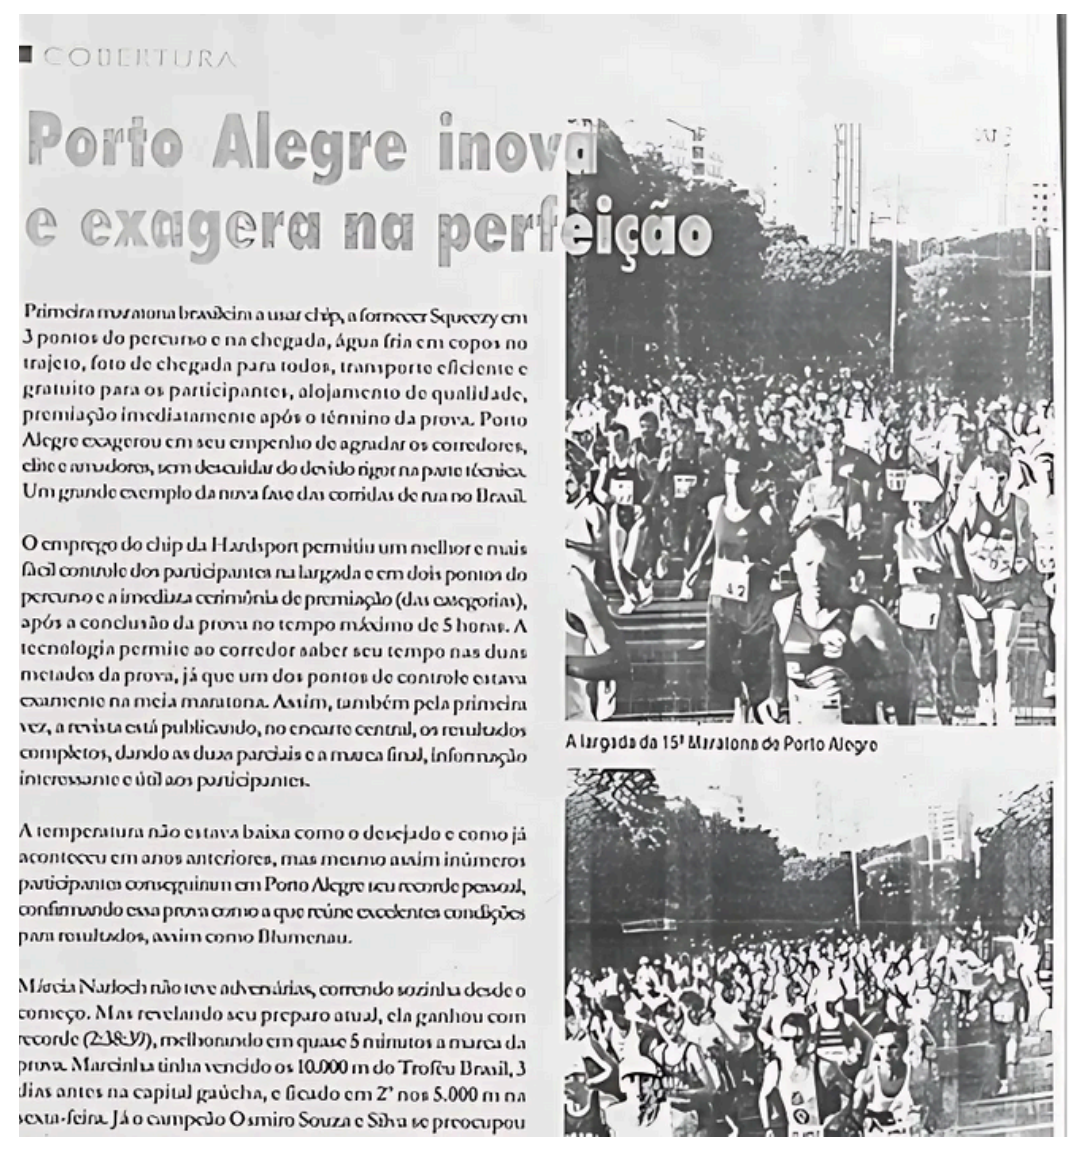 COBERTURA
Porto Alegre inova
e exagera na perfeição
Primeira maratona brasileira a usar chip, a fornecer Squeezy em
3 pontos do percurso e na chegada, água fria em copos no
trajeto, foto de chegada para todos, transporte eficiente e
gratuito para os participantes, alojamento de qualidade,
premiação imediatamente após o término da prova. Porto
Alegre exagerou em seu empenho de agradar os corredores,
elite e amadores, sem descuidar do devido rigor na parte técnica.
Um grande exemplo da nova fase das corridas de rua no Brasil.
O emprego do chip da Hardsport permitiu um melhor e mais
fácil controle dos participantes na largada e em dois pontos do
percurso e a imediata cerimônia de premiação (das categorias),
após a conclusão da prova no tempo máximo de 5 horas. A
tecnologia permite ao corredor saber seu tempo nas duas
metades da prova, já que um dos pontos de controle estava
examente na meia maratona. Assim, também pela primeira
vez, a revista está publicando, no encarte central, os resultados
completos, dando as duas parciais e a marca final, informação
interessante e útil aos participantes.
A temperatura não estava baixa como o desejado e como já
aconteceu em anos anteriores, mas mesmo assim inúmeros
participantes conseguiram em Porto Alegre seu recorde pessoal,
confirmando essa prova como a que reúne excelentes condições
para resultados, assim como Blumenau.
Márcia Narloch não teve adversárias, correndo sozinha desde o
começo. Mas revelando seu preparo atual, ela ganhou com
recorde (2:38:39), melhorando em quase 5 minutos a marca da
prova. Marcinha tinha vencido os 10.000 m do Troféu Brasil, 3
dias antes na capital gaúcha, e ficado em 2ª nos 5.000 m na
sexta-feira. Já o campeão Osmiro Souza e Silva se preocupou
A largada da 15ª Maratona de Porto Alegre
42
1